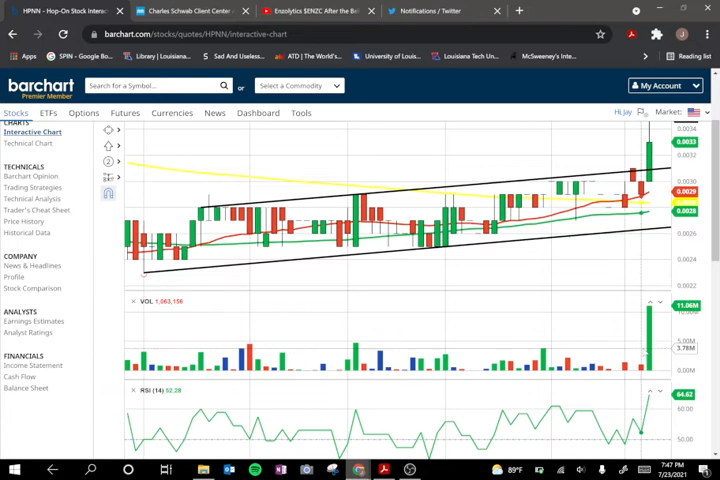 HPNN - Hop-On Stock Interac
Charles Schwab Client Center
Enzolytics $ENZC After the Bel
Notifications / Twitter
barchart.com/stocks/quotes/HPNN/interactive-chart
Apps
SPIN - Google Bo...
Library | Louisiana...
Sad And Useless...
ATD | The World's...
University of Louis...
Louisiana Tech Un...
McSweeney's Inte...
Reading list
barchart
Premier Member
Search for a Symbol...
or
Select a Commodity
My Account
Stocks
ETFs
Options
Futures
Currencies
News
Dashboard
Tools
Hi Jay
Market:
CHARTS
Interactive Chart
Technical Chart
TECHNICALS
Barchart Opinion
Trading Strategies
Technical Analysis
Trader's Cheat Sheet
Price History
Historical Data
COMPANY
News & Headlines
Profile
Stock Comparison
ANALYSTS
Earnings Estimates
Analyst Ratings
FINANCIALS
Income Statement
Cash Flow
Balance Sheet
2
0.0034
0.0033
0.0032
0.0030
0.0029
0.0028
0.0026
0.0024
0.0022
VOL 1,063,156
11.06M
10.00M
3.78M
0.00M
RSI (14) 52.28
64.62
60.00
50.00
89°F
7:47 PM
7/23/2021